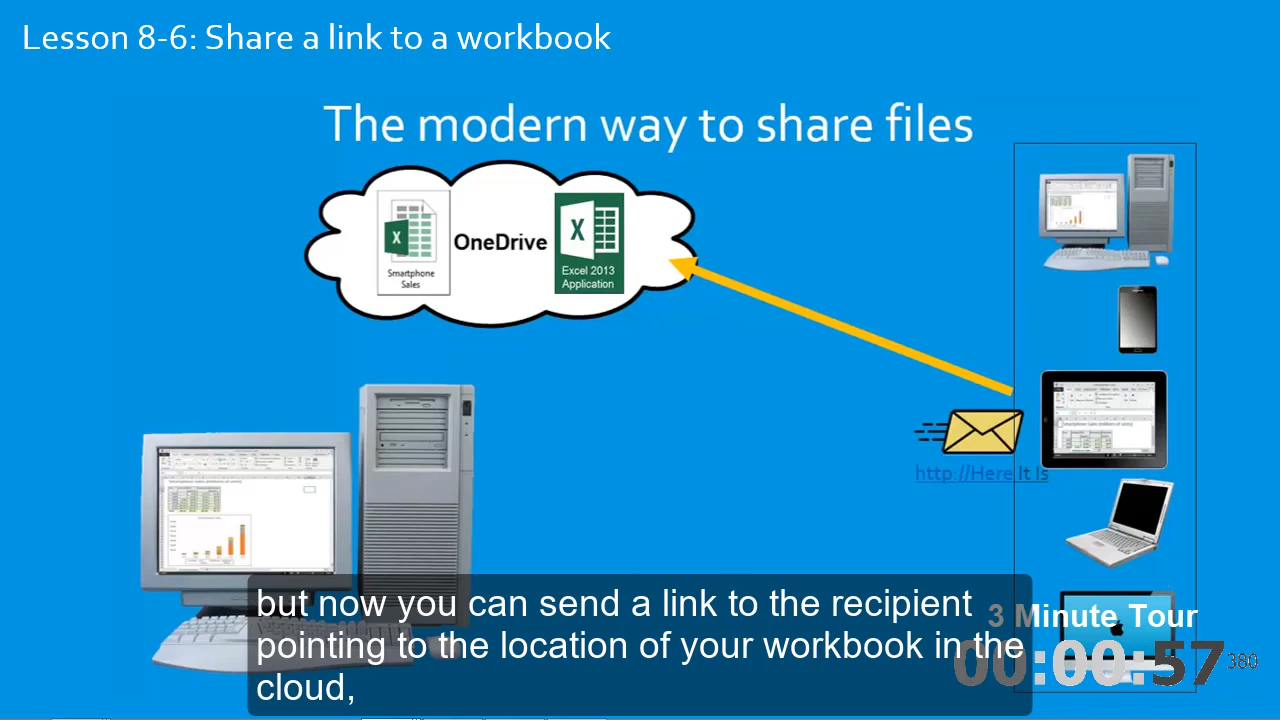 Lesson 8-6: Share a link to a workbook
The modern way to share files
OneDrive
Smartphone
Sales
Excel 2013
Application
http://Here It Is
but now you can send a link to the recipient
pointing to the location of your workbook in the
cloud,
3 Minute Tour
00:00:57
380